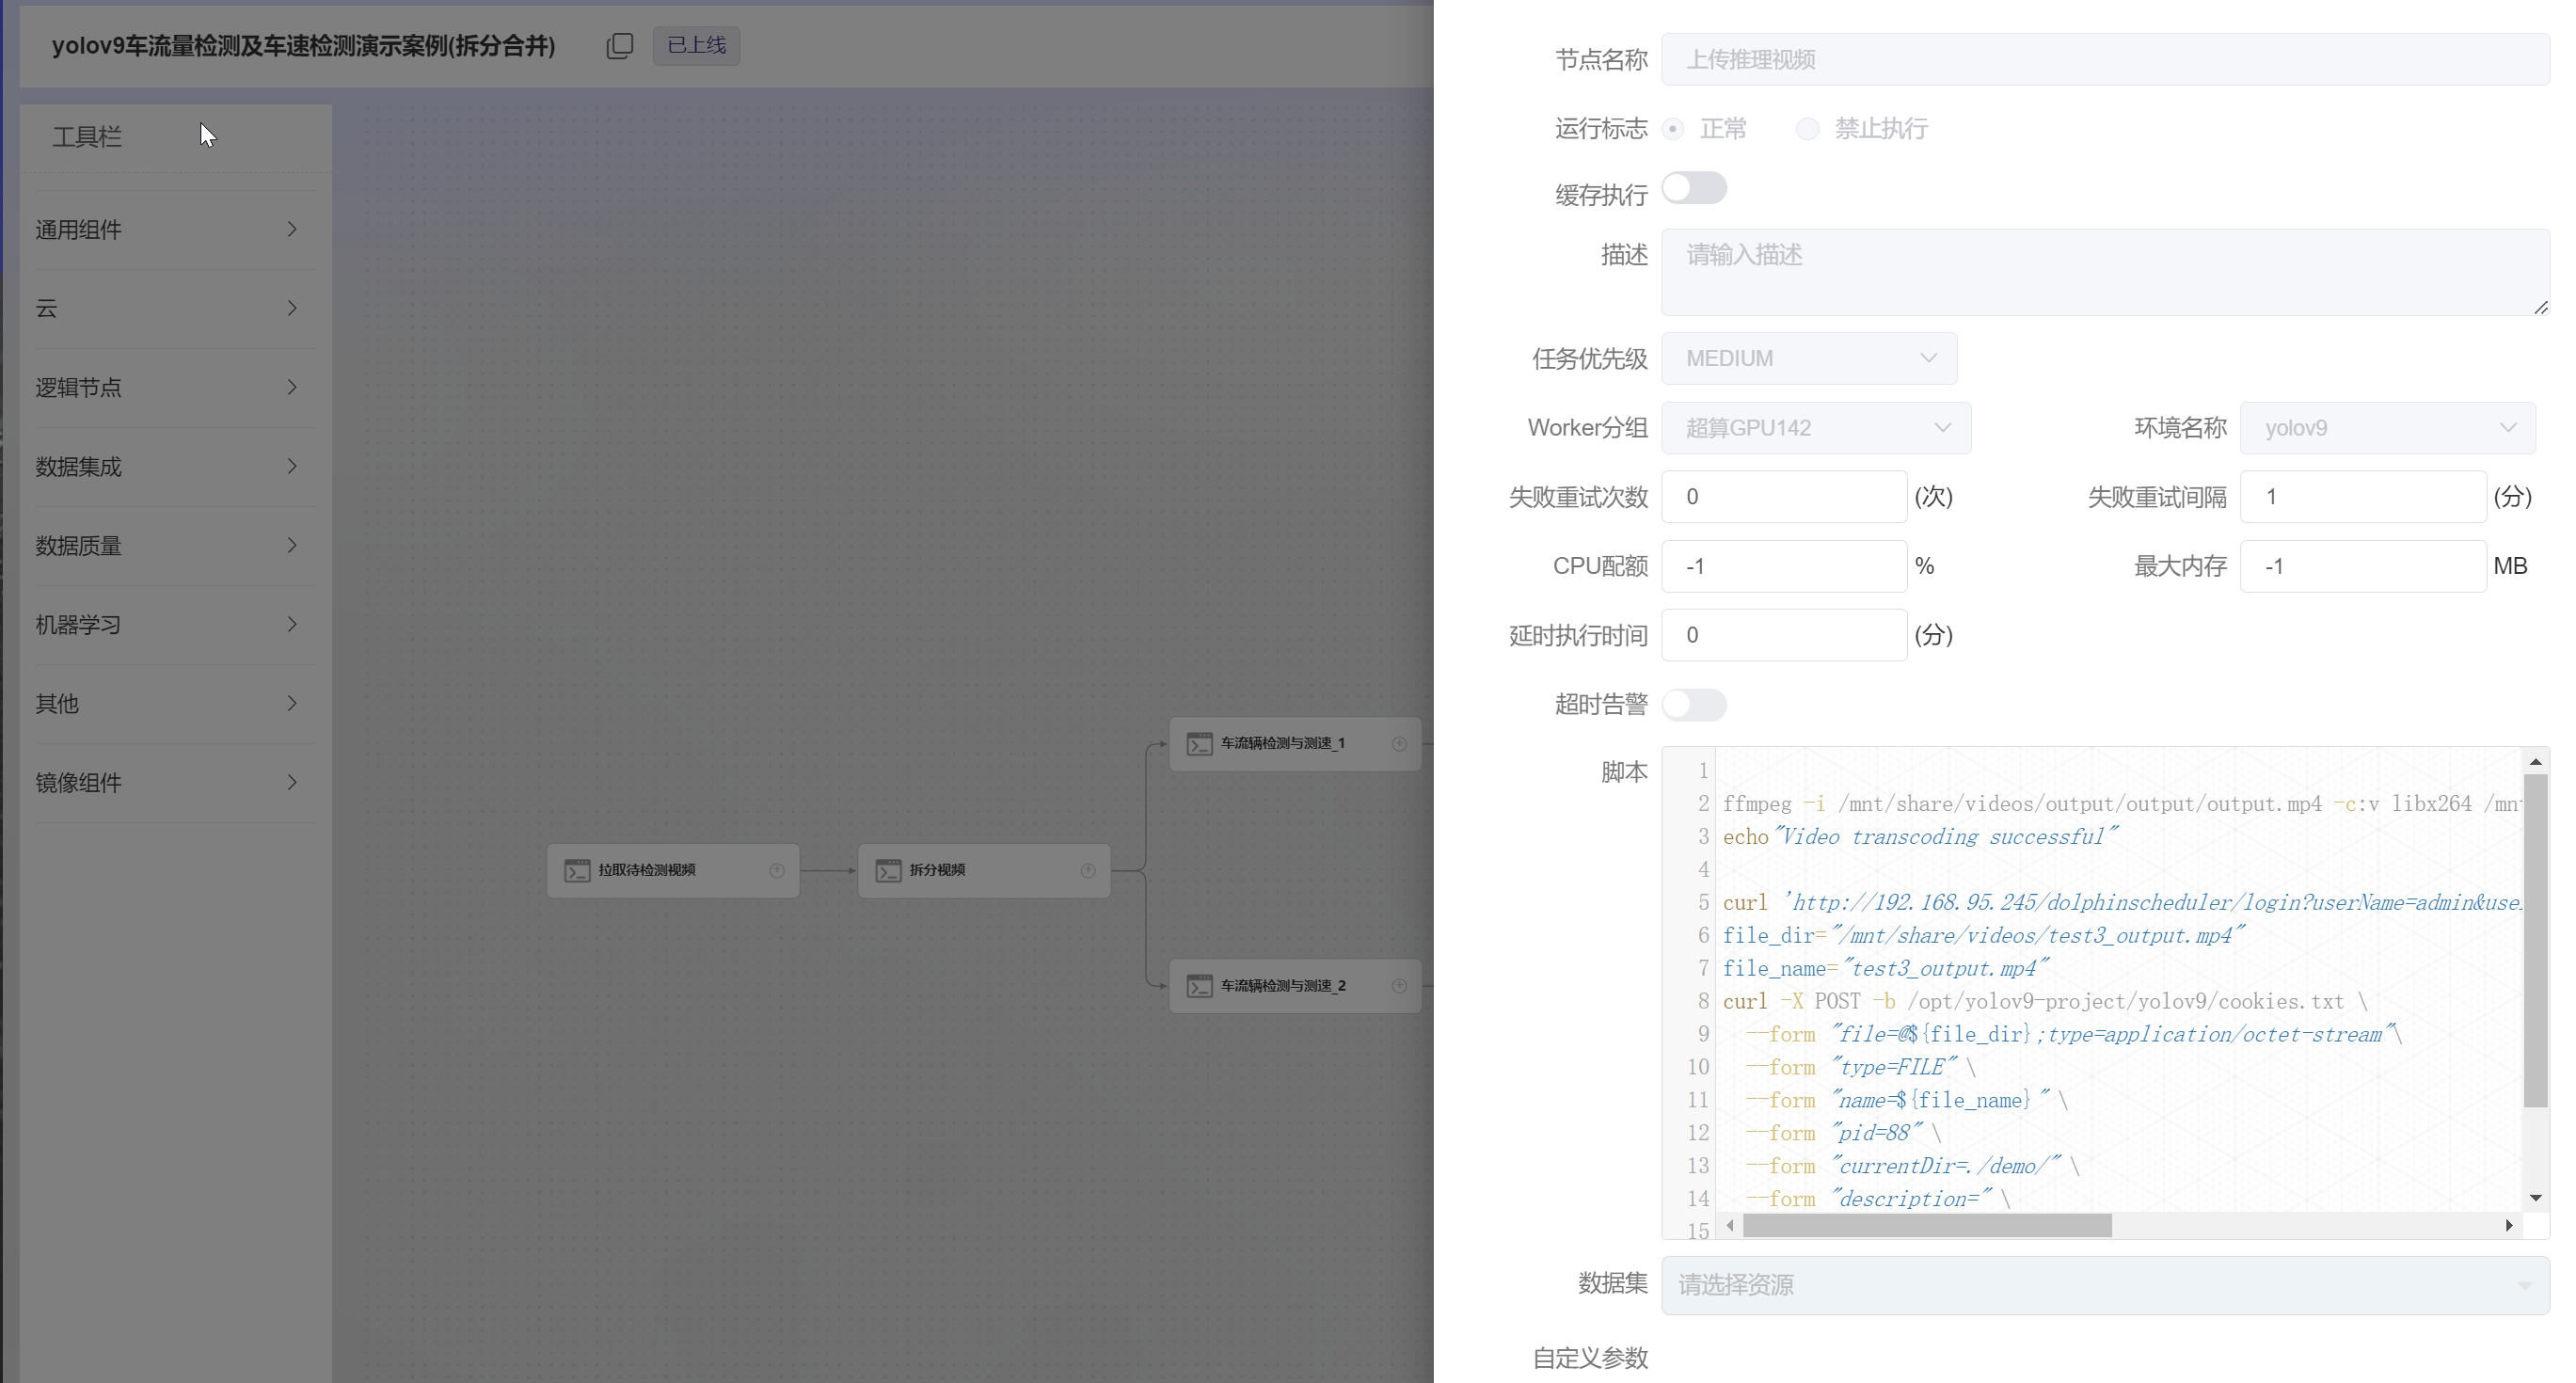 yolov9车流量检测及车速检测演示案例(拆分合并)
已上线
工具栏
通用组件
云
逻辑节点
数据集成
数据质量
机器学习
其他
镜像组件
拉取待检测视频
拆分视频
车流辆检测与测速_1
车流辆检测与测速_2
节点名称 上传推理视频
运行标志 正常 禁止执行
缓存执行
描述 请输入描述
任务优先级 MEDIUM
Worker分组 超算GPU142 环境名称 yolov9
失败重试次数 0 (次) 失败重试间隔 1 (分)
CPU配额 -1 % 最大内存 -1 MB
延时执行时间 0 (分)
超时告警
脚本
1
2 ffmpeg -i /mnt/share/videos/output/output/output.mp4 -c:v libx264 /mn
3 echo"Video transcoding successful"
4
5 curl 'http://192.168.95.245/dolphinscheduler/login?userName=admin&use
6 file_dir="/mnt/share/videos/test3_output.mp4"
7 file_name="test3_output.mp4"
8 curl -X POST -b /opt/yolov9-project/yolov9/cookies.txt \
9 --form "file=@${file_dir};type=application/octet-stream"\
10 --form "type=FILE" \
11 --form "name=${file_name}" \
12 --form "pid=88" \
13 --form "currentDir=./demo/" \
14 --form "description=" \
15
数据集 请选择资源
自定义参数